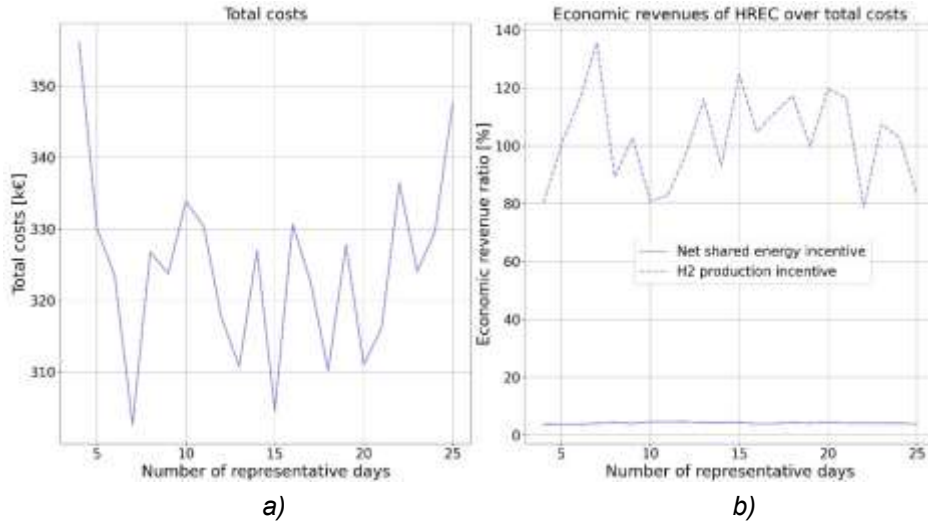 Total costs
Total costs [k€]
350
340
330
320
310
5
10
15
20
25
Number of representative days
a)
Economic revenues of HREC over total costs
Economic revenue ratio [%]
140
120
100
80
60
40
20
0
Net shared energy incentive
H2 production incentive
5
10
15
20
25
Number of representative days
b)